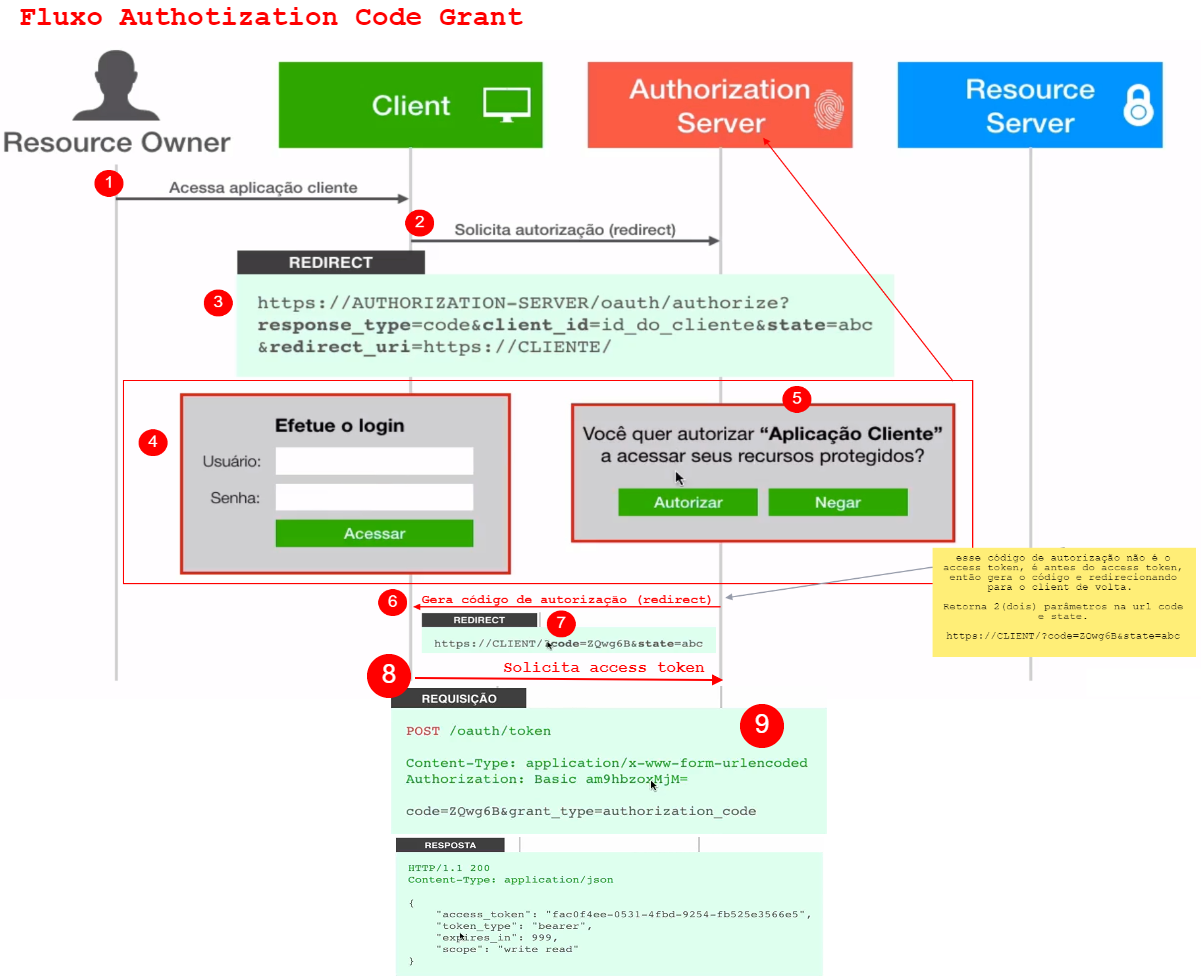 Fluxo Authotization Code Grant
Resource Owner
Client
Authorization
Server
Resource
Server
1
Acessa aplicação cliente
2
Solicita autorização (redirect)
REDIRECT
3
https://AUTHORIZATION-SERVER/oauth/authorize?
response_type=code&client_id=id_do_cliente&state=abc
&redirect_uri=https://CLIENTE/
4
Efetue o login
Usuário:
Senha:
Acessar
5
Você quer autorizar “Aplicação Cliente”
a acessar seus recursos protegidos?
Autorizar
Negar
esse código de autorização não é o
access token, é antes do access token,
então gera o código e redirecionando
para o client de volta.
Retorna 2(dois) parâmetros na url code
e state.
https://CLIENT/?code=ZQwg6B&state=abc
6
Gera código de autorização (redirect)
REDIRECT
7
https://CLIENT/?code=ZQwg6B&state=abc
8
Solicita access token
REQUISIÇÃO
9
POST /oauth/token
Content-Type: application/x-www-form-urlencoded
Authorization: Basic am9hbzoxMjM=
code=ZQwg6B&grant_type=authorization_code
RESPOSTA
HTTP/1.1 200
Content-Type: application/json
{
"access_token": "fac0f4ee-0531-4fbd-9254-fb525e3566e5",
"token_type": "bearer",
"expires_in": 999,
"scope": "write read"
}